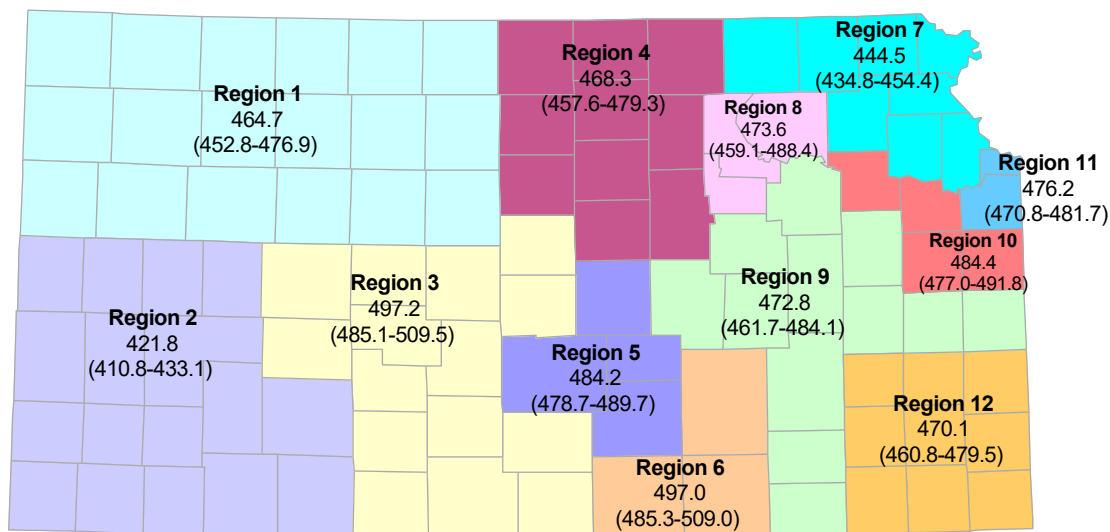 Region 1
464.7
(452.8-476.9)
Region 4
468.3
(457.6-479.3)
Region 7
444.5
(434.8-454.4)
Region 8
473.6
(459.1-488.4)
Region 11
476.2
(470.8-481.7)
Region 10
484.4
(477.0-491.8)
Region 2
421.8
(410.8-433.1)
Region 3
497.2
(485.1-509.5)
Region 9
472.8
(461.7-484.1)
Region 5
484.2
(478.7-489.7)
Region 12
470.1
(460.8-479.5)
Region 6
497.0
(485.3-509.0)